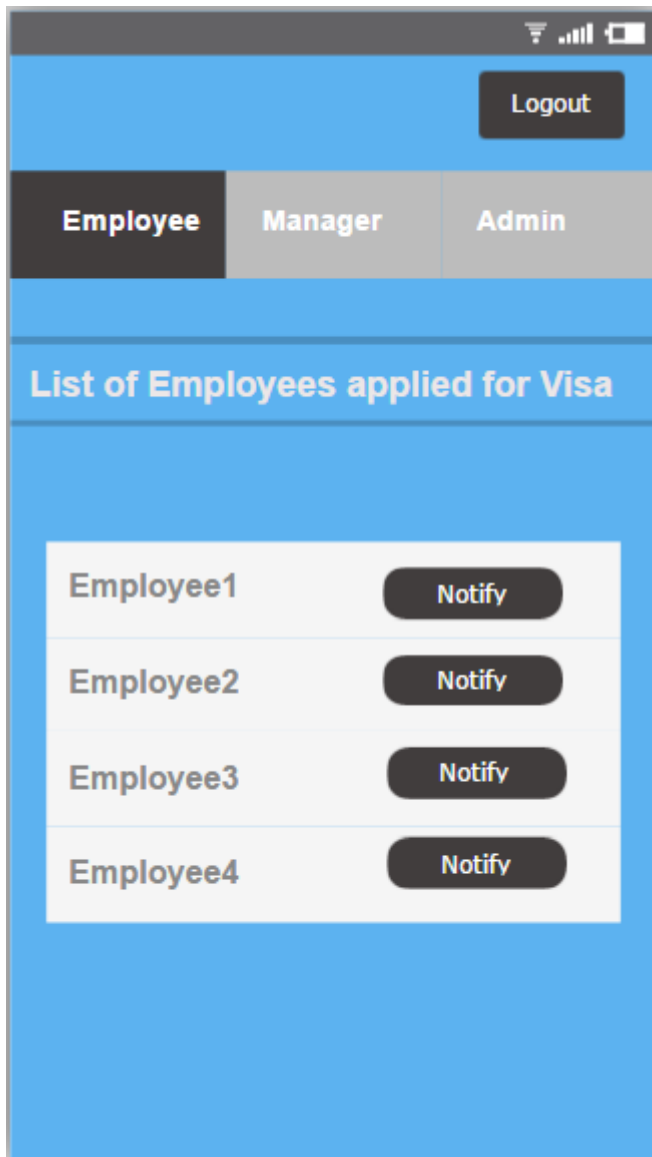 Logout
Employee Manager Admin
List of Employees applied for Visa
Employee1 Notify
Employee2 Notify
Employee3 Notify
Employee4 Notify